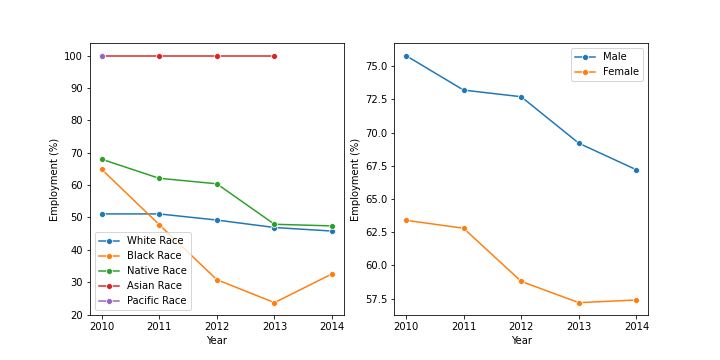 100
90
80
70
60
50
40
30
20
Employment (%)
White Race
Black Race
Native Race
Asian Race
Pacific Race
2010 2011 2012 2013 2014
Year
75.0
72.5
70.0
67.5
65.0
62.5
60.0
57.5
Employment (%)
Male
Female
2010 2011 2012 2013 2014
Year